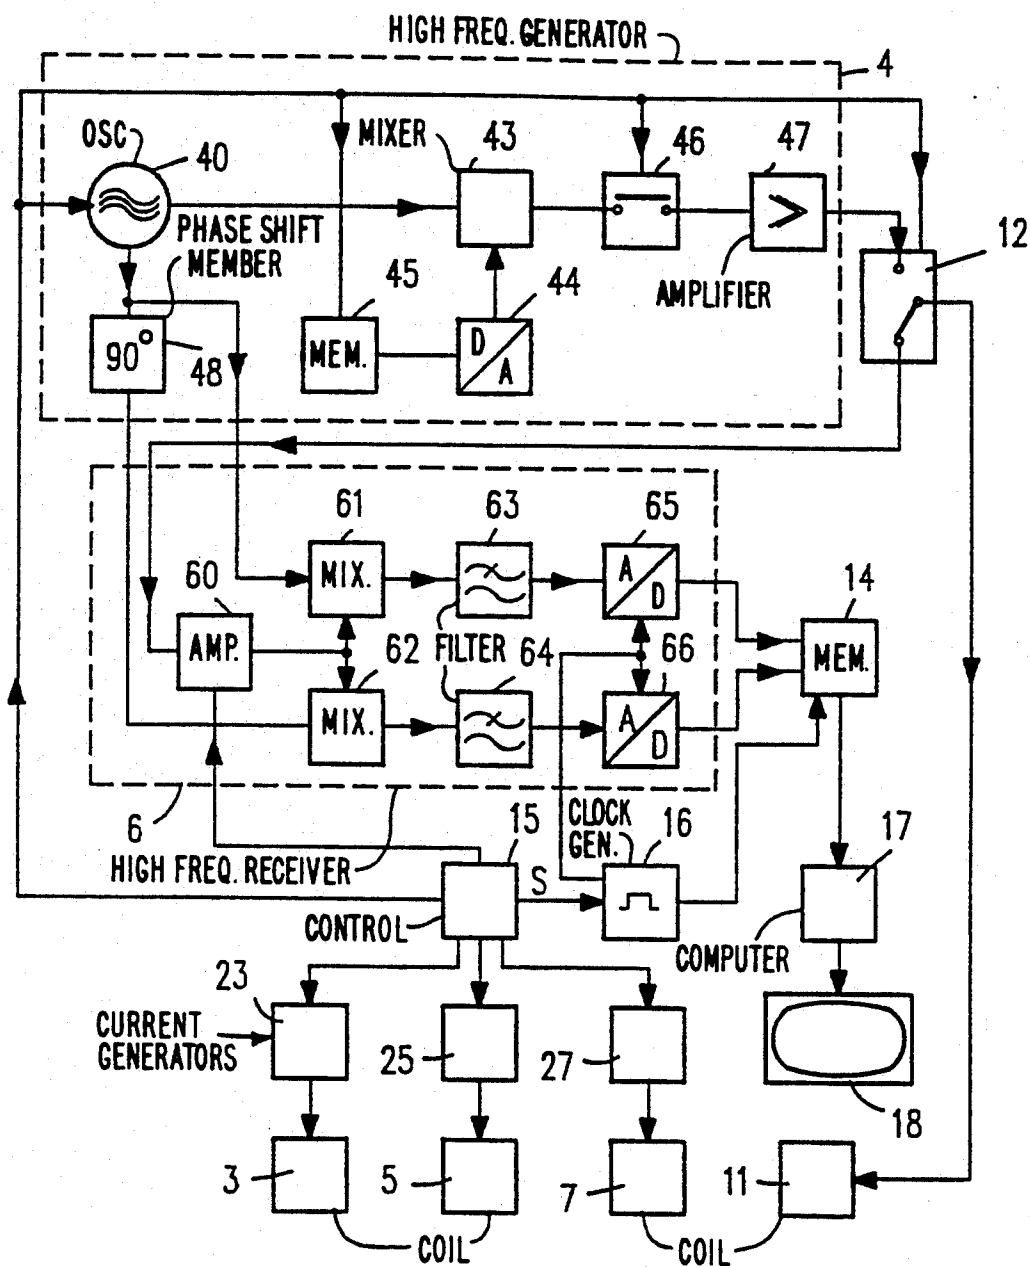 HIGH FREQ. GENERATOR
4
OSC
40
MIXER
43
46
47
PHASE SHIFT
MEMBER
12
45
44
AMPLIFIER
90°
48
MEM.
D
A
61
63
65
MIX.
A
D
14
60
AMP.
62
FILTER
64
66
MEM.
MIX.
A
D
6
HIGH FREQ. RECEIVER
15
CLOCK
GEN.
16
17
S
CONTROL
COMPUTER
23
CURRENT
GENERATORS
25
27
18
3
5
7
11
COIL
COIL